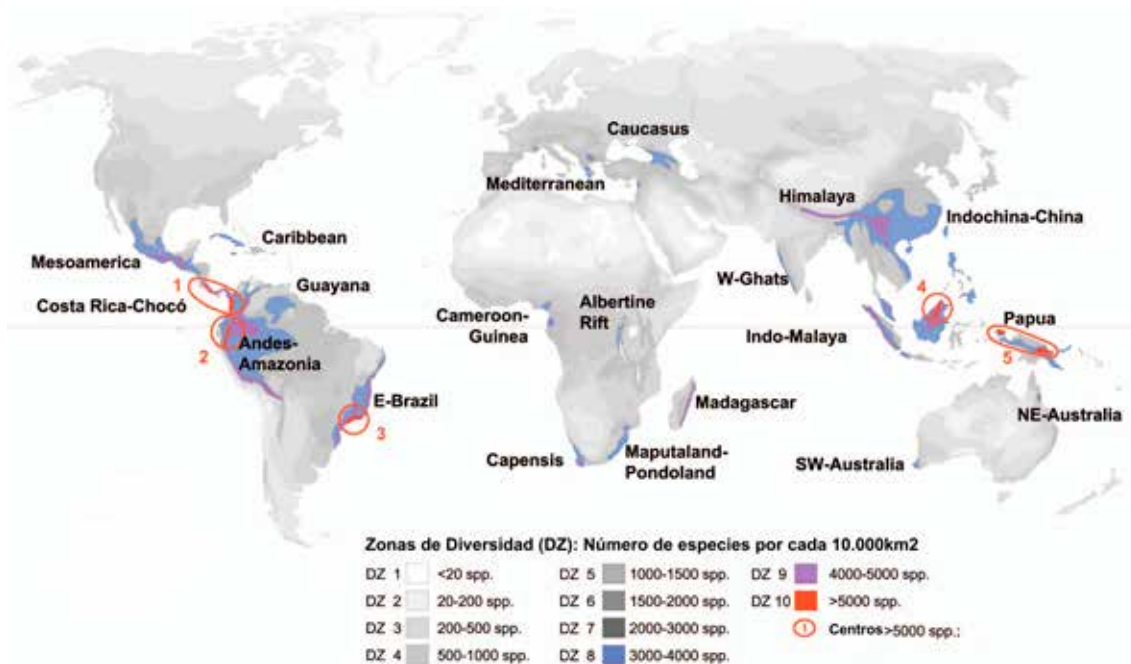 Caucasus
Mediterranean
Himalaya
Indochina-China
Caribbean
Mesoamerica
Guayana
W-Ghats
1
4
Costa Rica-Chocó
Cameroon-
Guinea
Albertine
Rift
Papua
Indo-Malaya
2
Andes-
Amazonia
5
E-Brazil
Madagascar
NE-Australia
3
Capensis
Maputaland-
Pondoland
SW-Australia
Zonas de Diversidad (DZ): Número de especies por cada 10.000km2
DZ 1 <20 spp.
DZ 2 20-200 spp.
DZ 3 200-500 spp.
DZ 4 500-1000 spp.
DZ 5 1000-1500 spp.
DZ 6 1500-2000 spp.
DZ 7 2000-3000 spp.
DZ 8 3000-4000 spp.
DZ 9 4000-5000 spp.
DZ 10 >5000 spp.
1 Centros>5000 spp.: